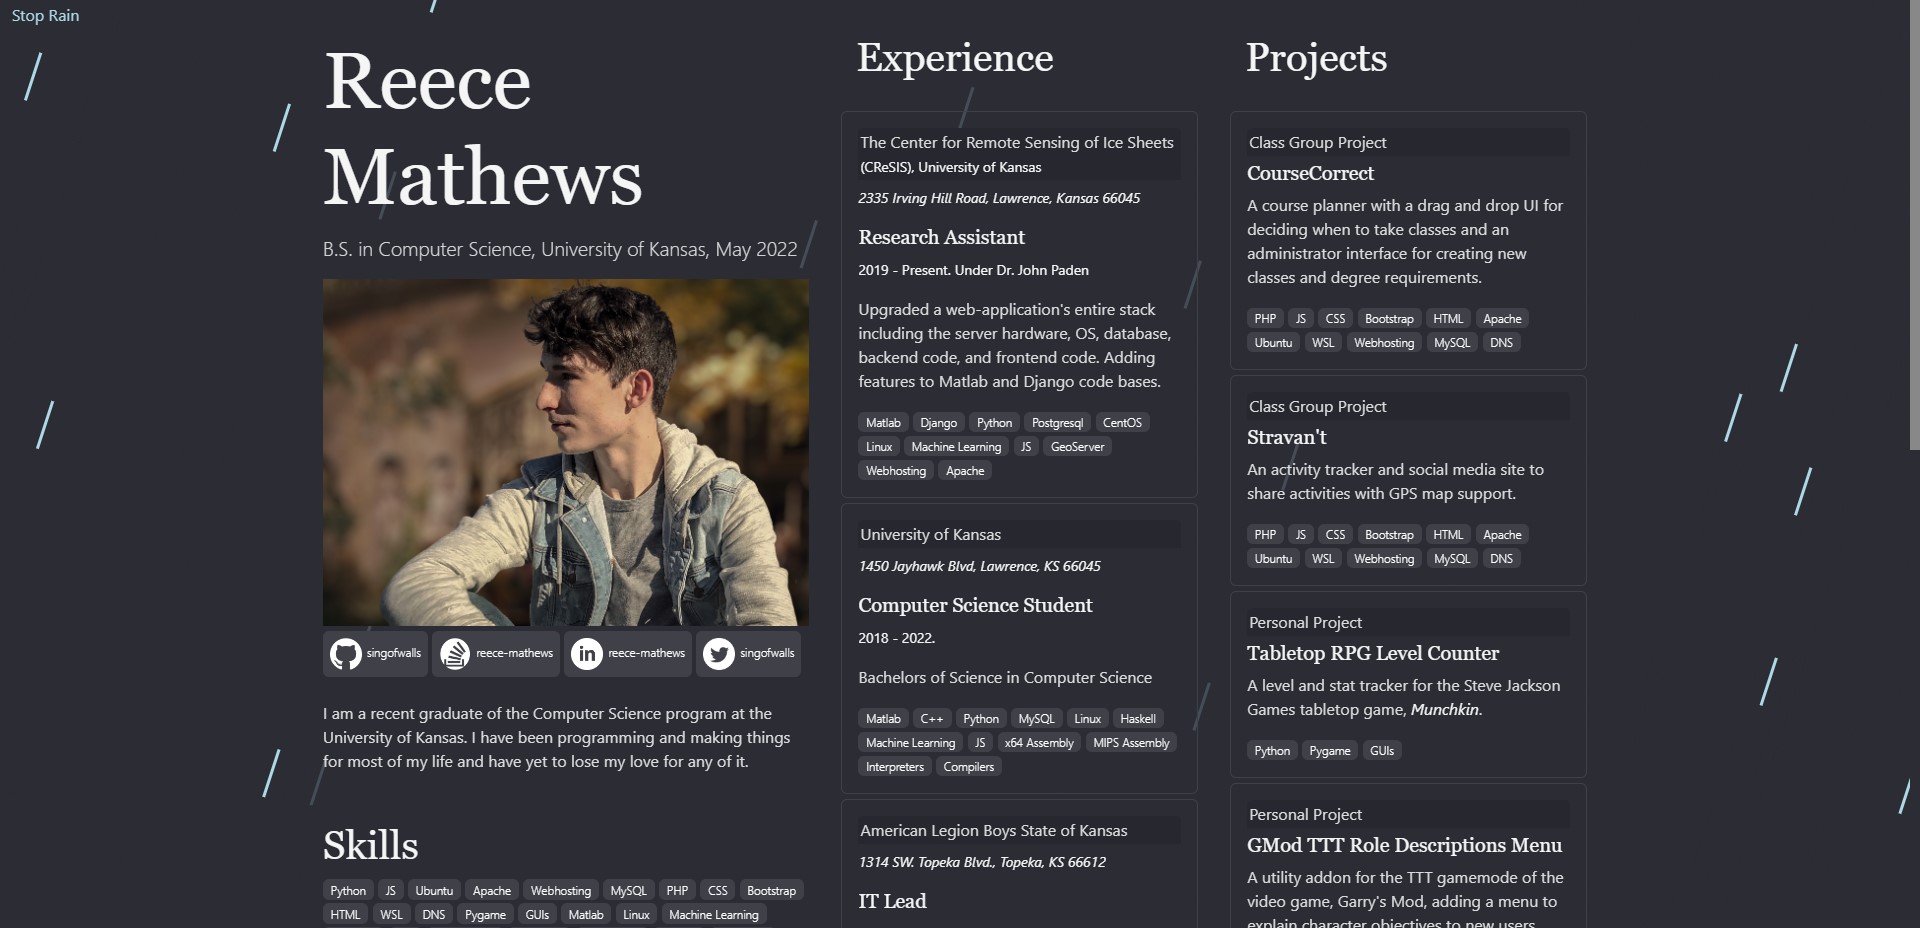 Stop Rain
Reece
Mathews
B.S. in Computer Science, University of Kansas, May 2022
singofwalls
reece-mathews
in
reece-mathews
singofwalls
I am a recent graduate of the Computer Science program at the
University of Kansas. I have been programming and making things
for most of my life and have yet to lose my love for any of it.
Skills
Python JS Ubuntu Apache Webhosting MySQL PHP CSS Bootstrap
HTML WSL DNS Pygame GUIs Matlab Linux Machine Learning
Experience
The Center for Remote Sensing of Ice Sheets
(CReSIS), University of Kansas
2335 Irving Hill Road, Lawrence, Kansas 66045
Research Assistant
2019 - Present. Under Dr. John Paden
Upgraded a web-application's entire stack
including the server hardware, OS, database,
backend code, and frontend code. Adding
features to Matlab and Django code bases.
Matlab Django Python Postgresql CentOS
Linux Machine Learning JS GeoServer
Webhosting Apache
University of Kansas
1450 Jayhawk Blvd, Lawrence, KS 66045
Computer Science Student
2018 - 2022.
Bachelors of Science in Computer Science
Matlab C++ Python MySQL Linux Haskell
Machine Learning JS x64 Assembly MIPS Assembly
Interpreters Compilers
American Legion Boys State of Kansas
1314 SW. Topeka Blvd., Topeka, KS 66612
IT Lead
Projects
Class Group Project
CourseCorrect
A course planner with a drag and drop UI for
deciding when to take classes and an
administrator interface for creating new
classes and degree requirements.
PHP JS CSS Bootstrap HTML Apache
Ubuntu WSL Webhosting MySQL DNS
Class Group Project
Stravan't
An activity tracker and social media site to
share activities with GPS map support.
PHP JS CSS Bootstrap HTML Apache
Ubuntu WSL Webhosting MySQL DNS
Personal Project
Tabletop RPG Level Counter
A level and stat tracker for the Steve Jackson
Games tabletop game, Munchkin.
Python Pygame GUIs
Personal Project
GMod TTT Role Descriptions Menu
A utility addon for the TTT gamemode of the
video game, Garry's Mod, adding a menu to
explain character objectives to new users.